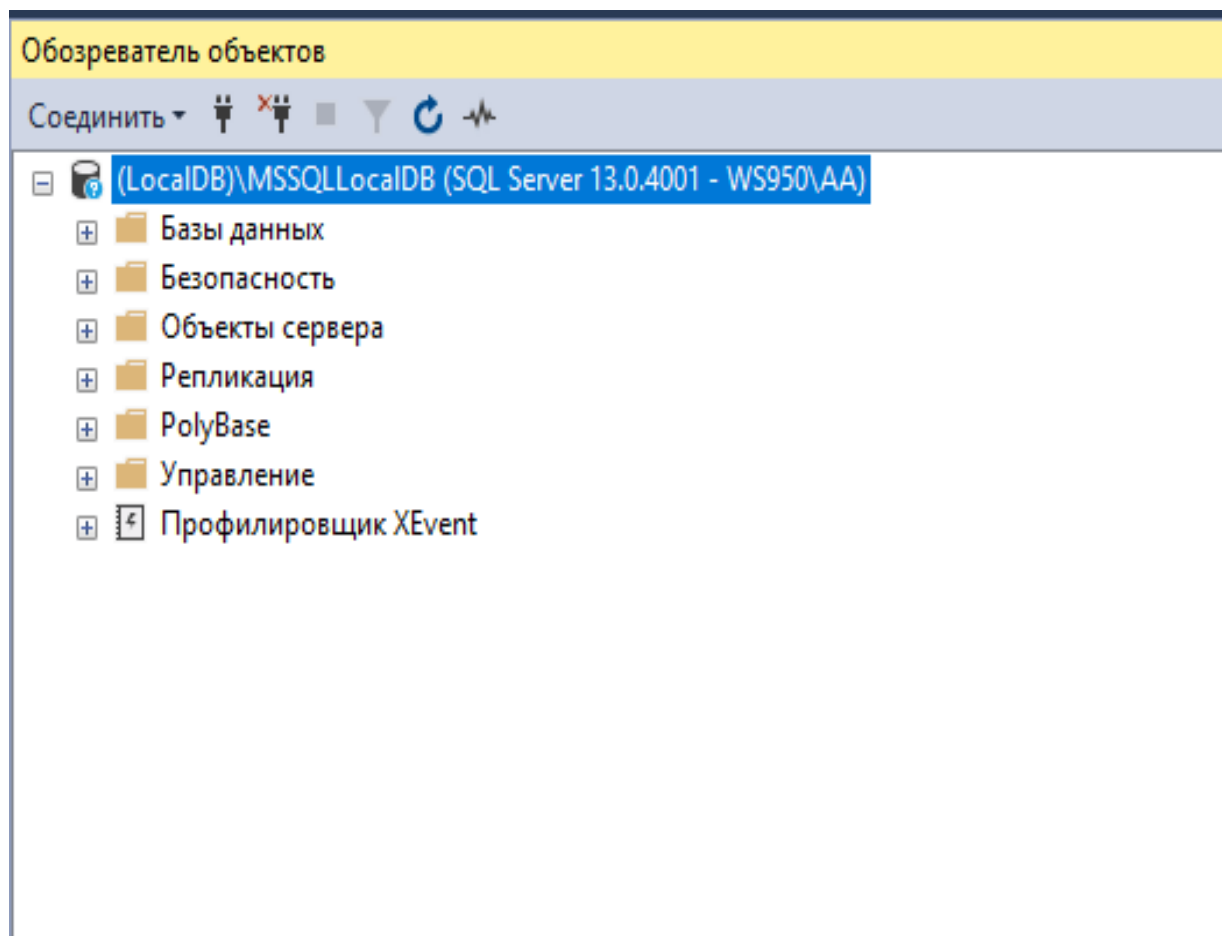 Обозреватель объектов
Соединить
(LocalDB)\MSSQLLocalDB (SQL Server 13.0.4001 - WS950\AA)
Базы данных
Безопасность
Объекты сервера
Репликация
PolyBase
Управление
Профилировщик XEvent